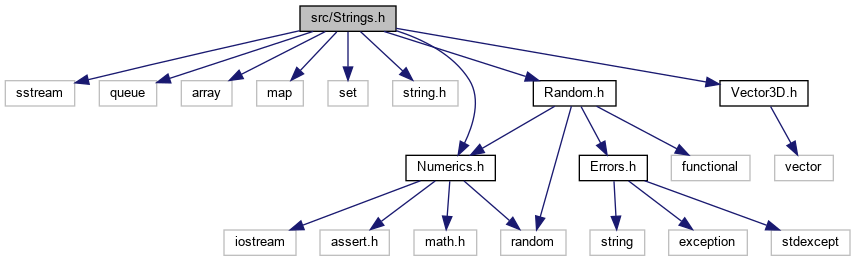 src/Strings.h
sstream
queue
array
map
set
string.h
Random.h
Vector3D.h
Numerics.h
Errors.h
functional
vector
iostream
assert.h
math.h
random
string
exception
stdexcept